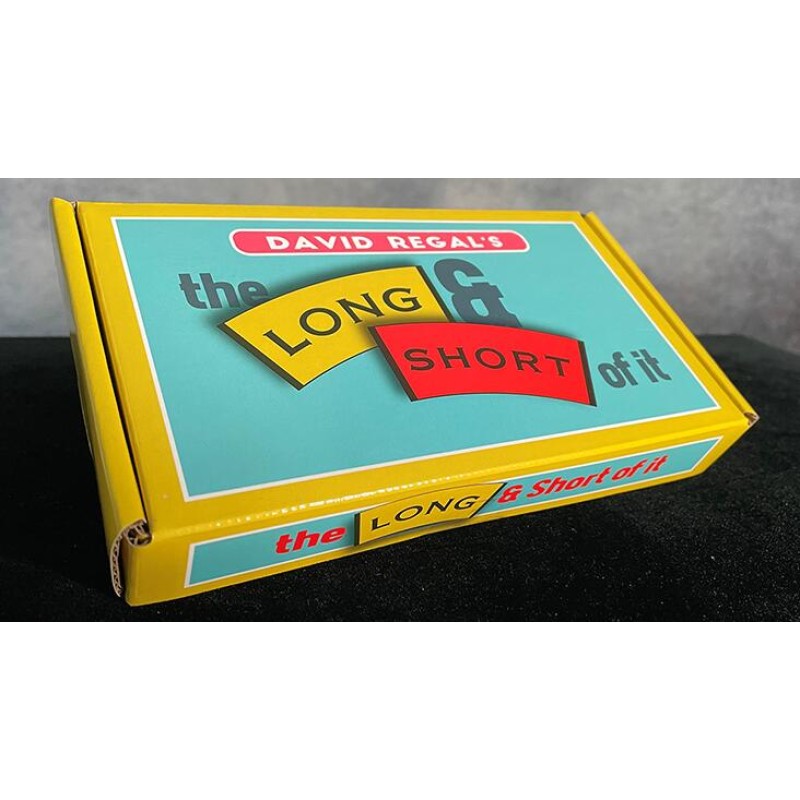 DAVID REGAL'S
the LONG &
SHORT of it
the LONG & Short of it